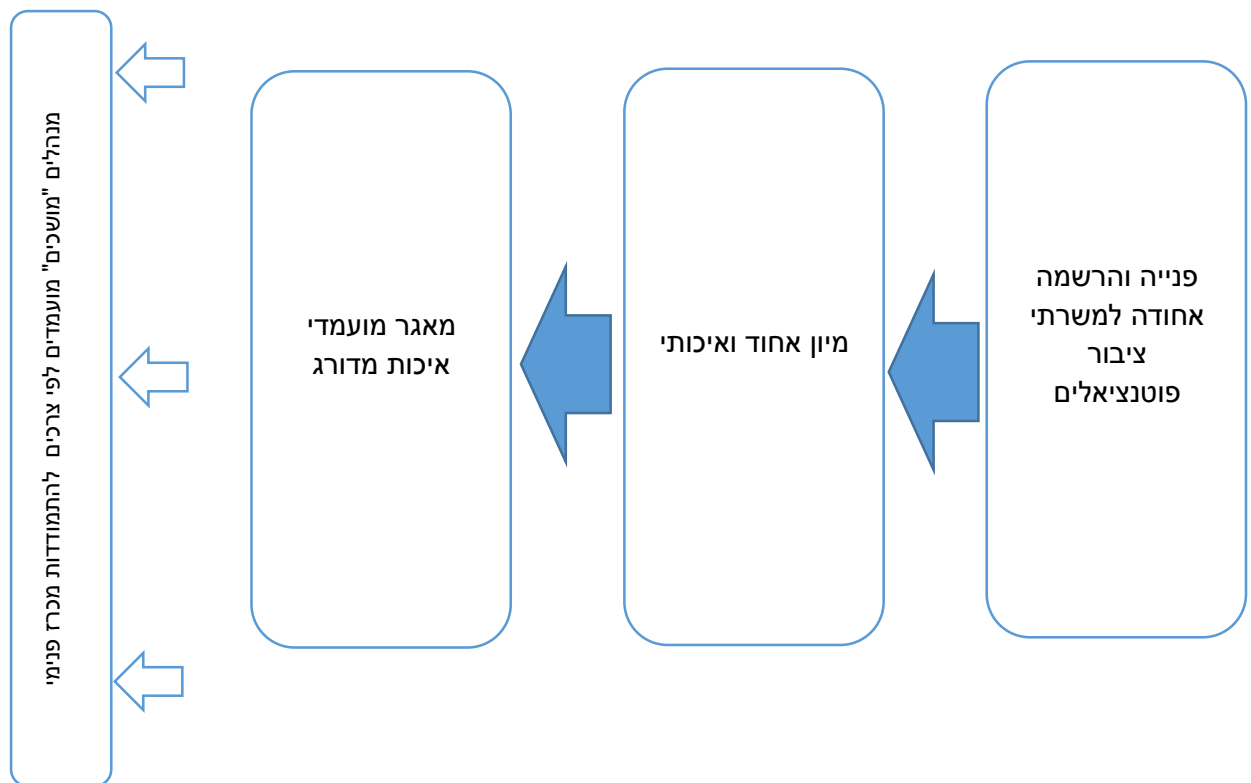 פנייה והרשמה
אחודה למשרתי
ציבור
פוטנציאלים
מיון אחוד ואיכותי
מאגר מועמדי
איכות מדורג
מנהלים "מושכים" מועמדים לפי צרכים להתמודדות מכרז פנימי